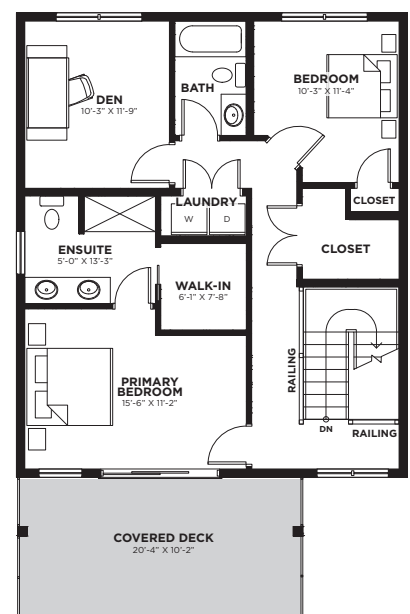 DEN
10'-3" X 11'-9"
BATH
BEDROOM
10'-3" X 11'-4"
LAUNDRY
W
D
CLOSET
CLOSET
ENSUITE
5'-0" X 13'-3"
WALK-IN
6'-1" X 7'-8"
PRIMARY
BEDROOM
15'-6" X 11'-2"
RAILING
DN
RAILING
COVERED DECK
20'-4" X 10'-2"